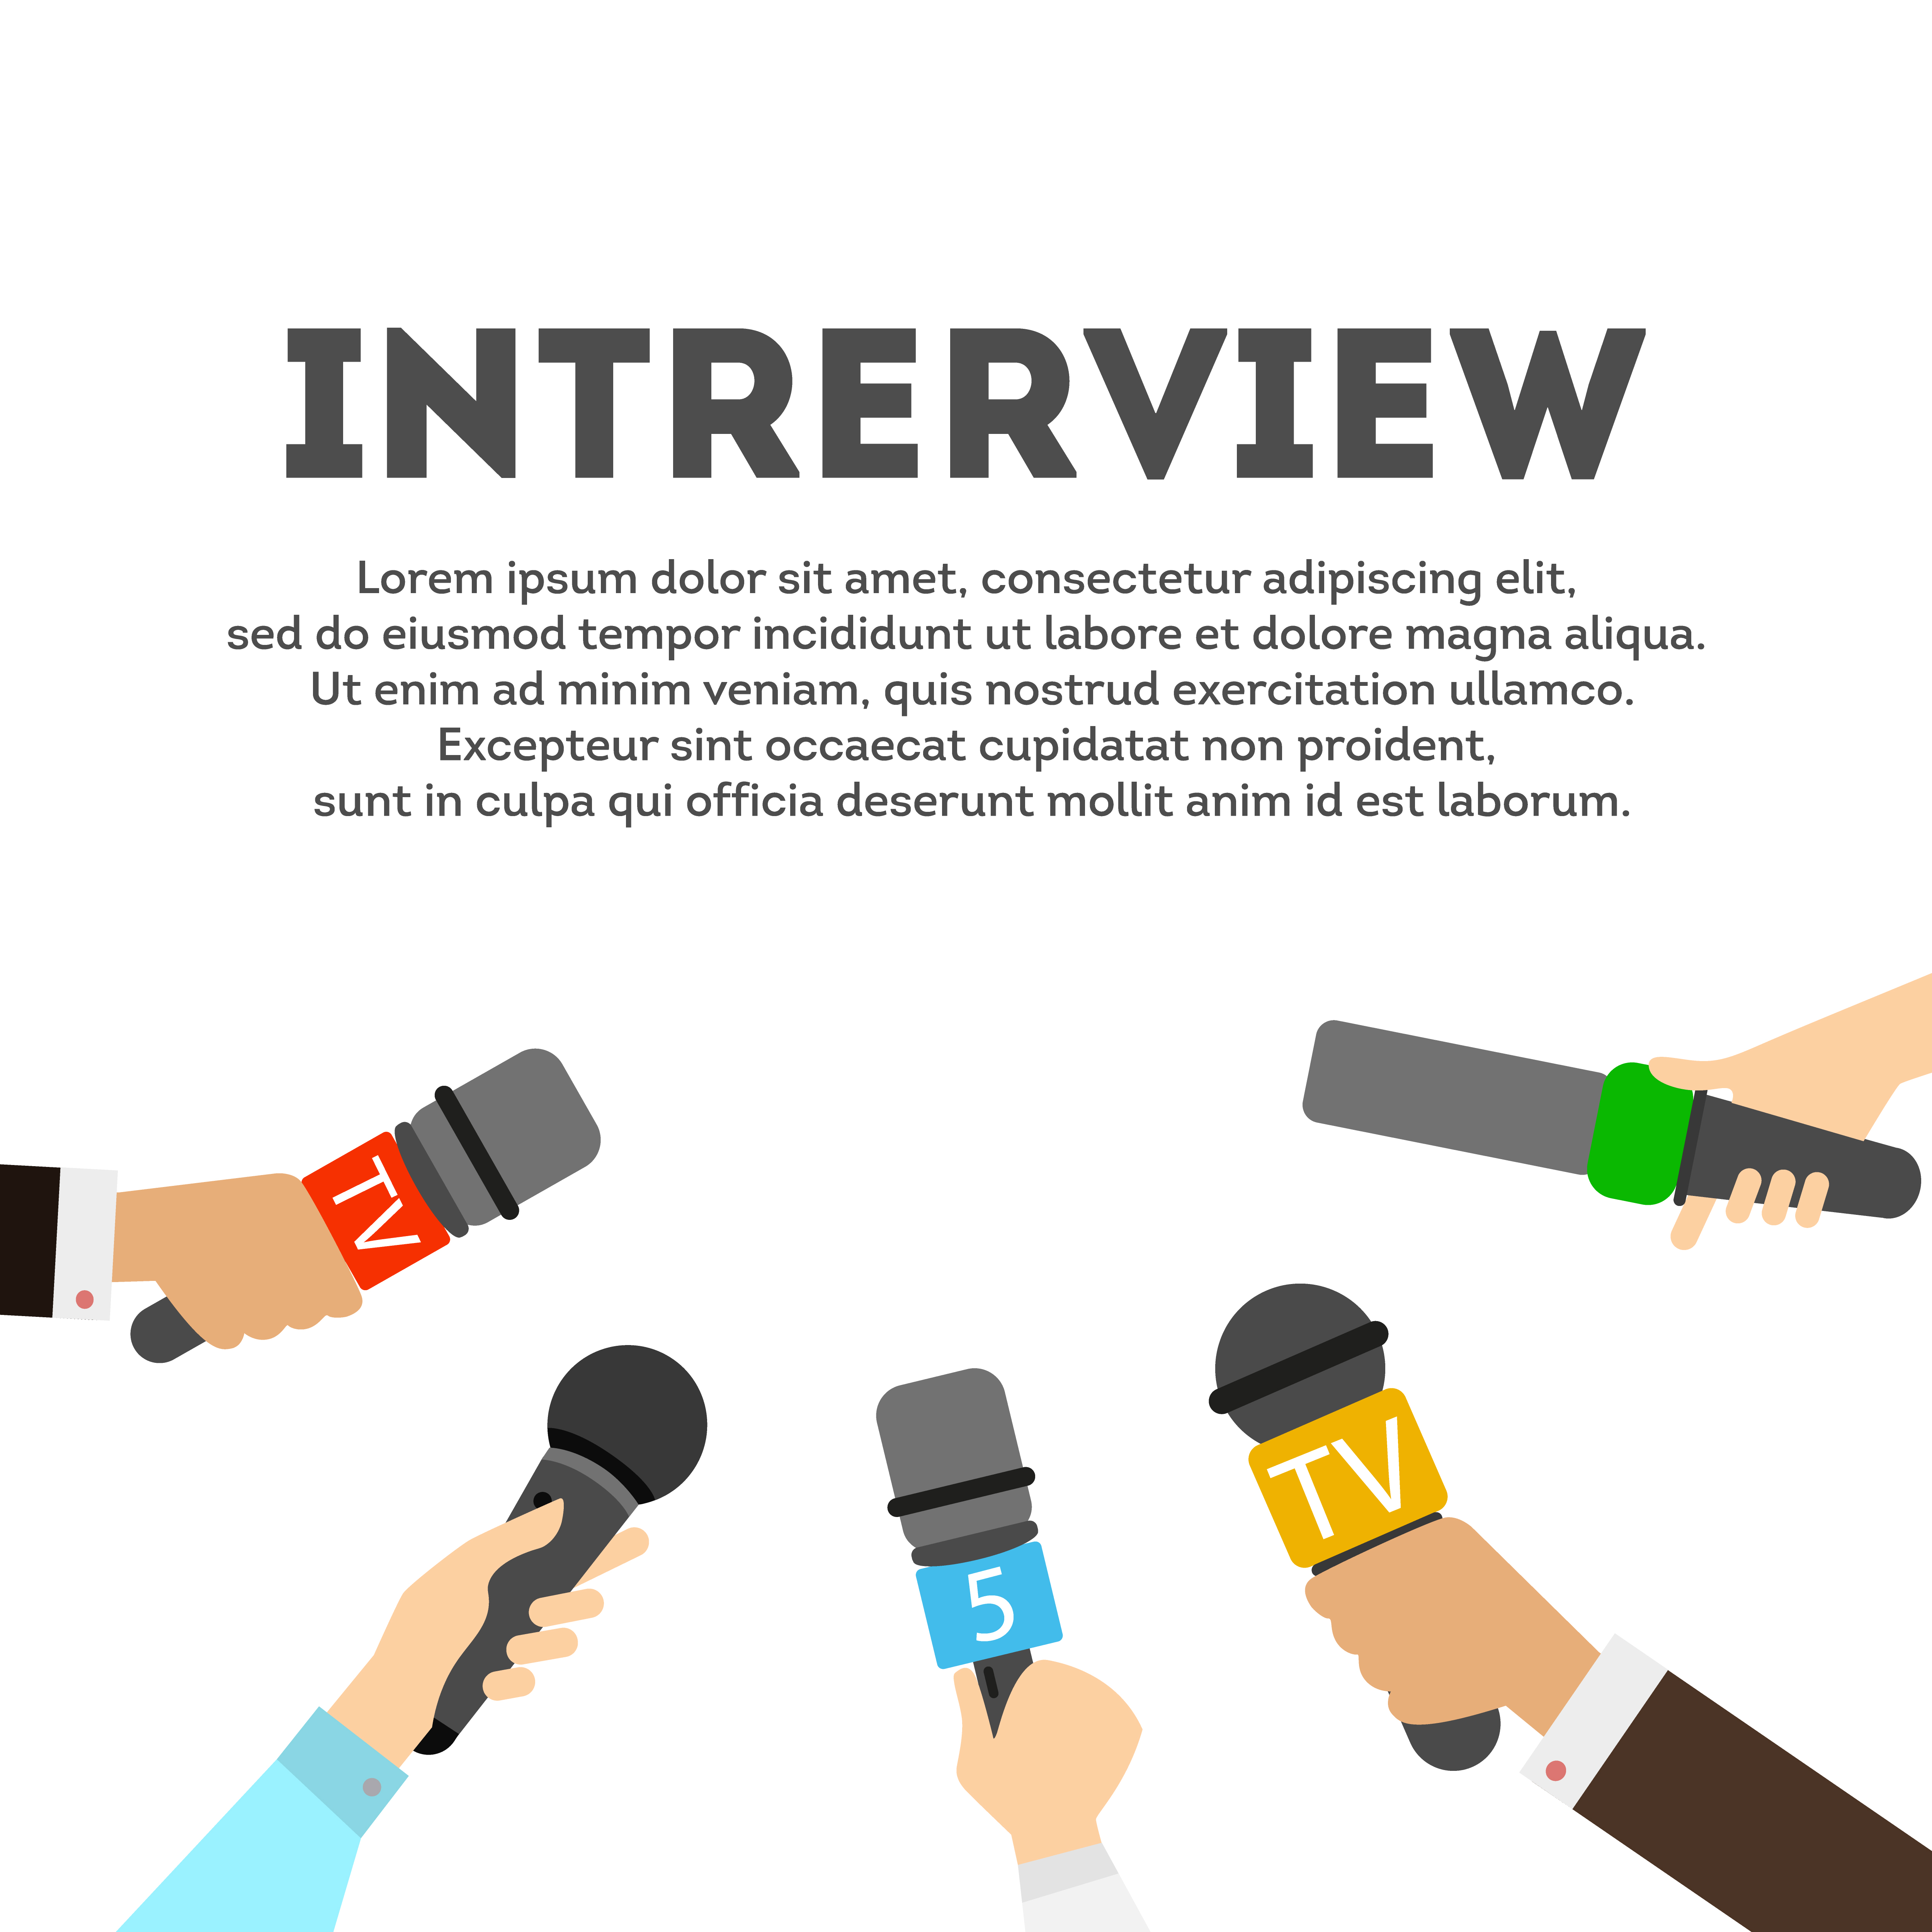 INTRERVIEW
Lorem ipsum dolor sit amet, consectetur adipiscing elit,
sed do eiusmod tempor incididunt ut labore et dolore magna aliqua.
Ut enim ad minim veniam, quis nostrud exercitation ullamco.
Excepteur sint occaecat cupidatat non proident,
sunt in culpa qui officia deserunt mollit anim id est laborum.
TV
TV
5